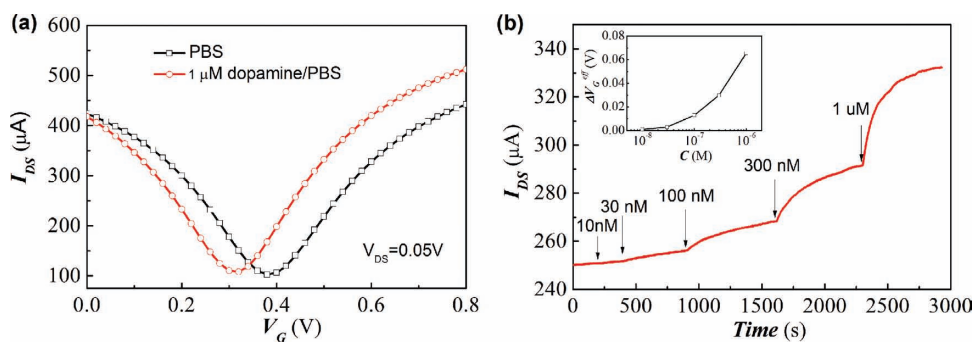 (a)
PBS
1 μM dopamine/PBS
500
400
300
200
100
I_DS (μA)
V_DS=0.05V
0.0 0.2 0.4 0.6 0.8
V_G (V)
(b)
340
320
300
280
260
240
I_DS (μA)
0.08
0.06
0.04
0.02
0.00
ΔV_G^eff (V)
10^-8 10^-7 10^-6
C (M)
10nM
30 nM
100 nM
300 nM
1 uM
0 500 1000 1500 2000 2500 3000
Time (s)